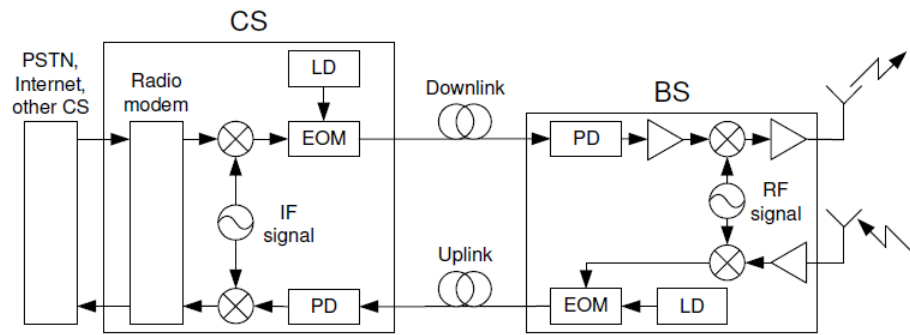 CS
PSTN,
Internet,
other CS
Radio
modem
LD
EOM
Downlink
BS
PD
IF
signal
RF
signal
Uplink
PD
EOM
LD